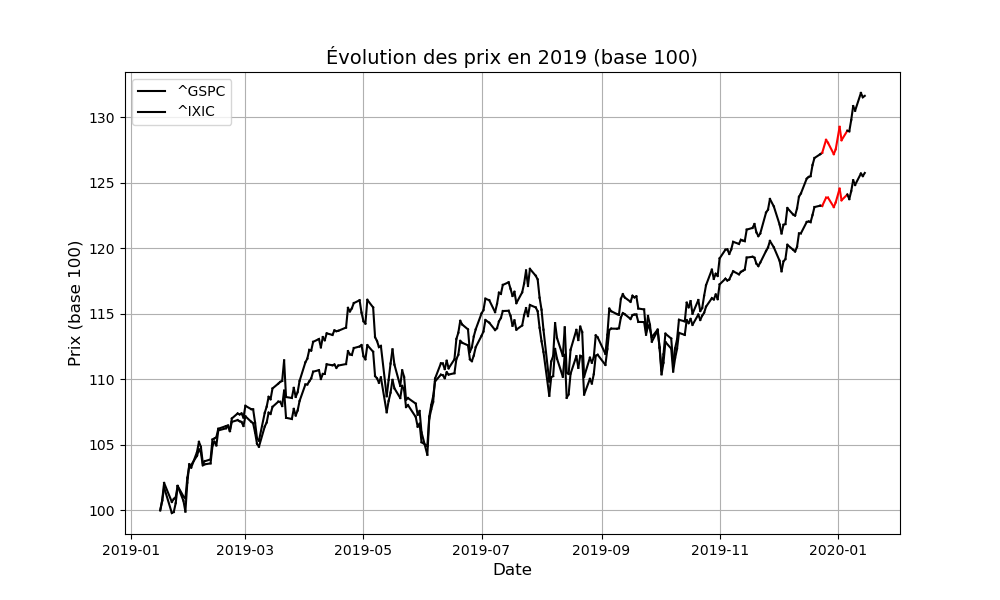 Évolution des prix en 2019 (base 100)
^GSPC
^IXIC
Prix (base 100)
130
125
120
115
110
105
100
2019-01
2019-03
2019-05
2019-07
2019-09
2019-11
2020-01
Date